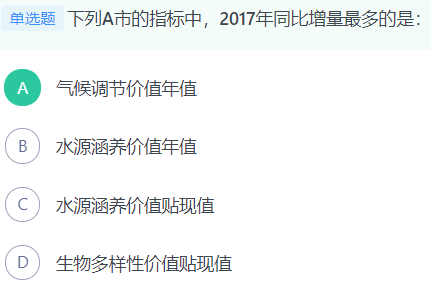 单选题 下列A市的指标中，2017年同比增量最多的是：
A 气候调节价值年值
B 水源涵养价值年值
C 水源涵养价值贴现值
D 生物多样性价值贴现值